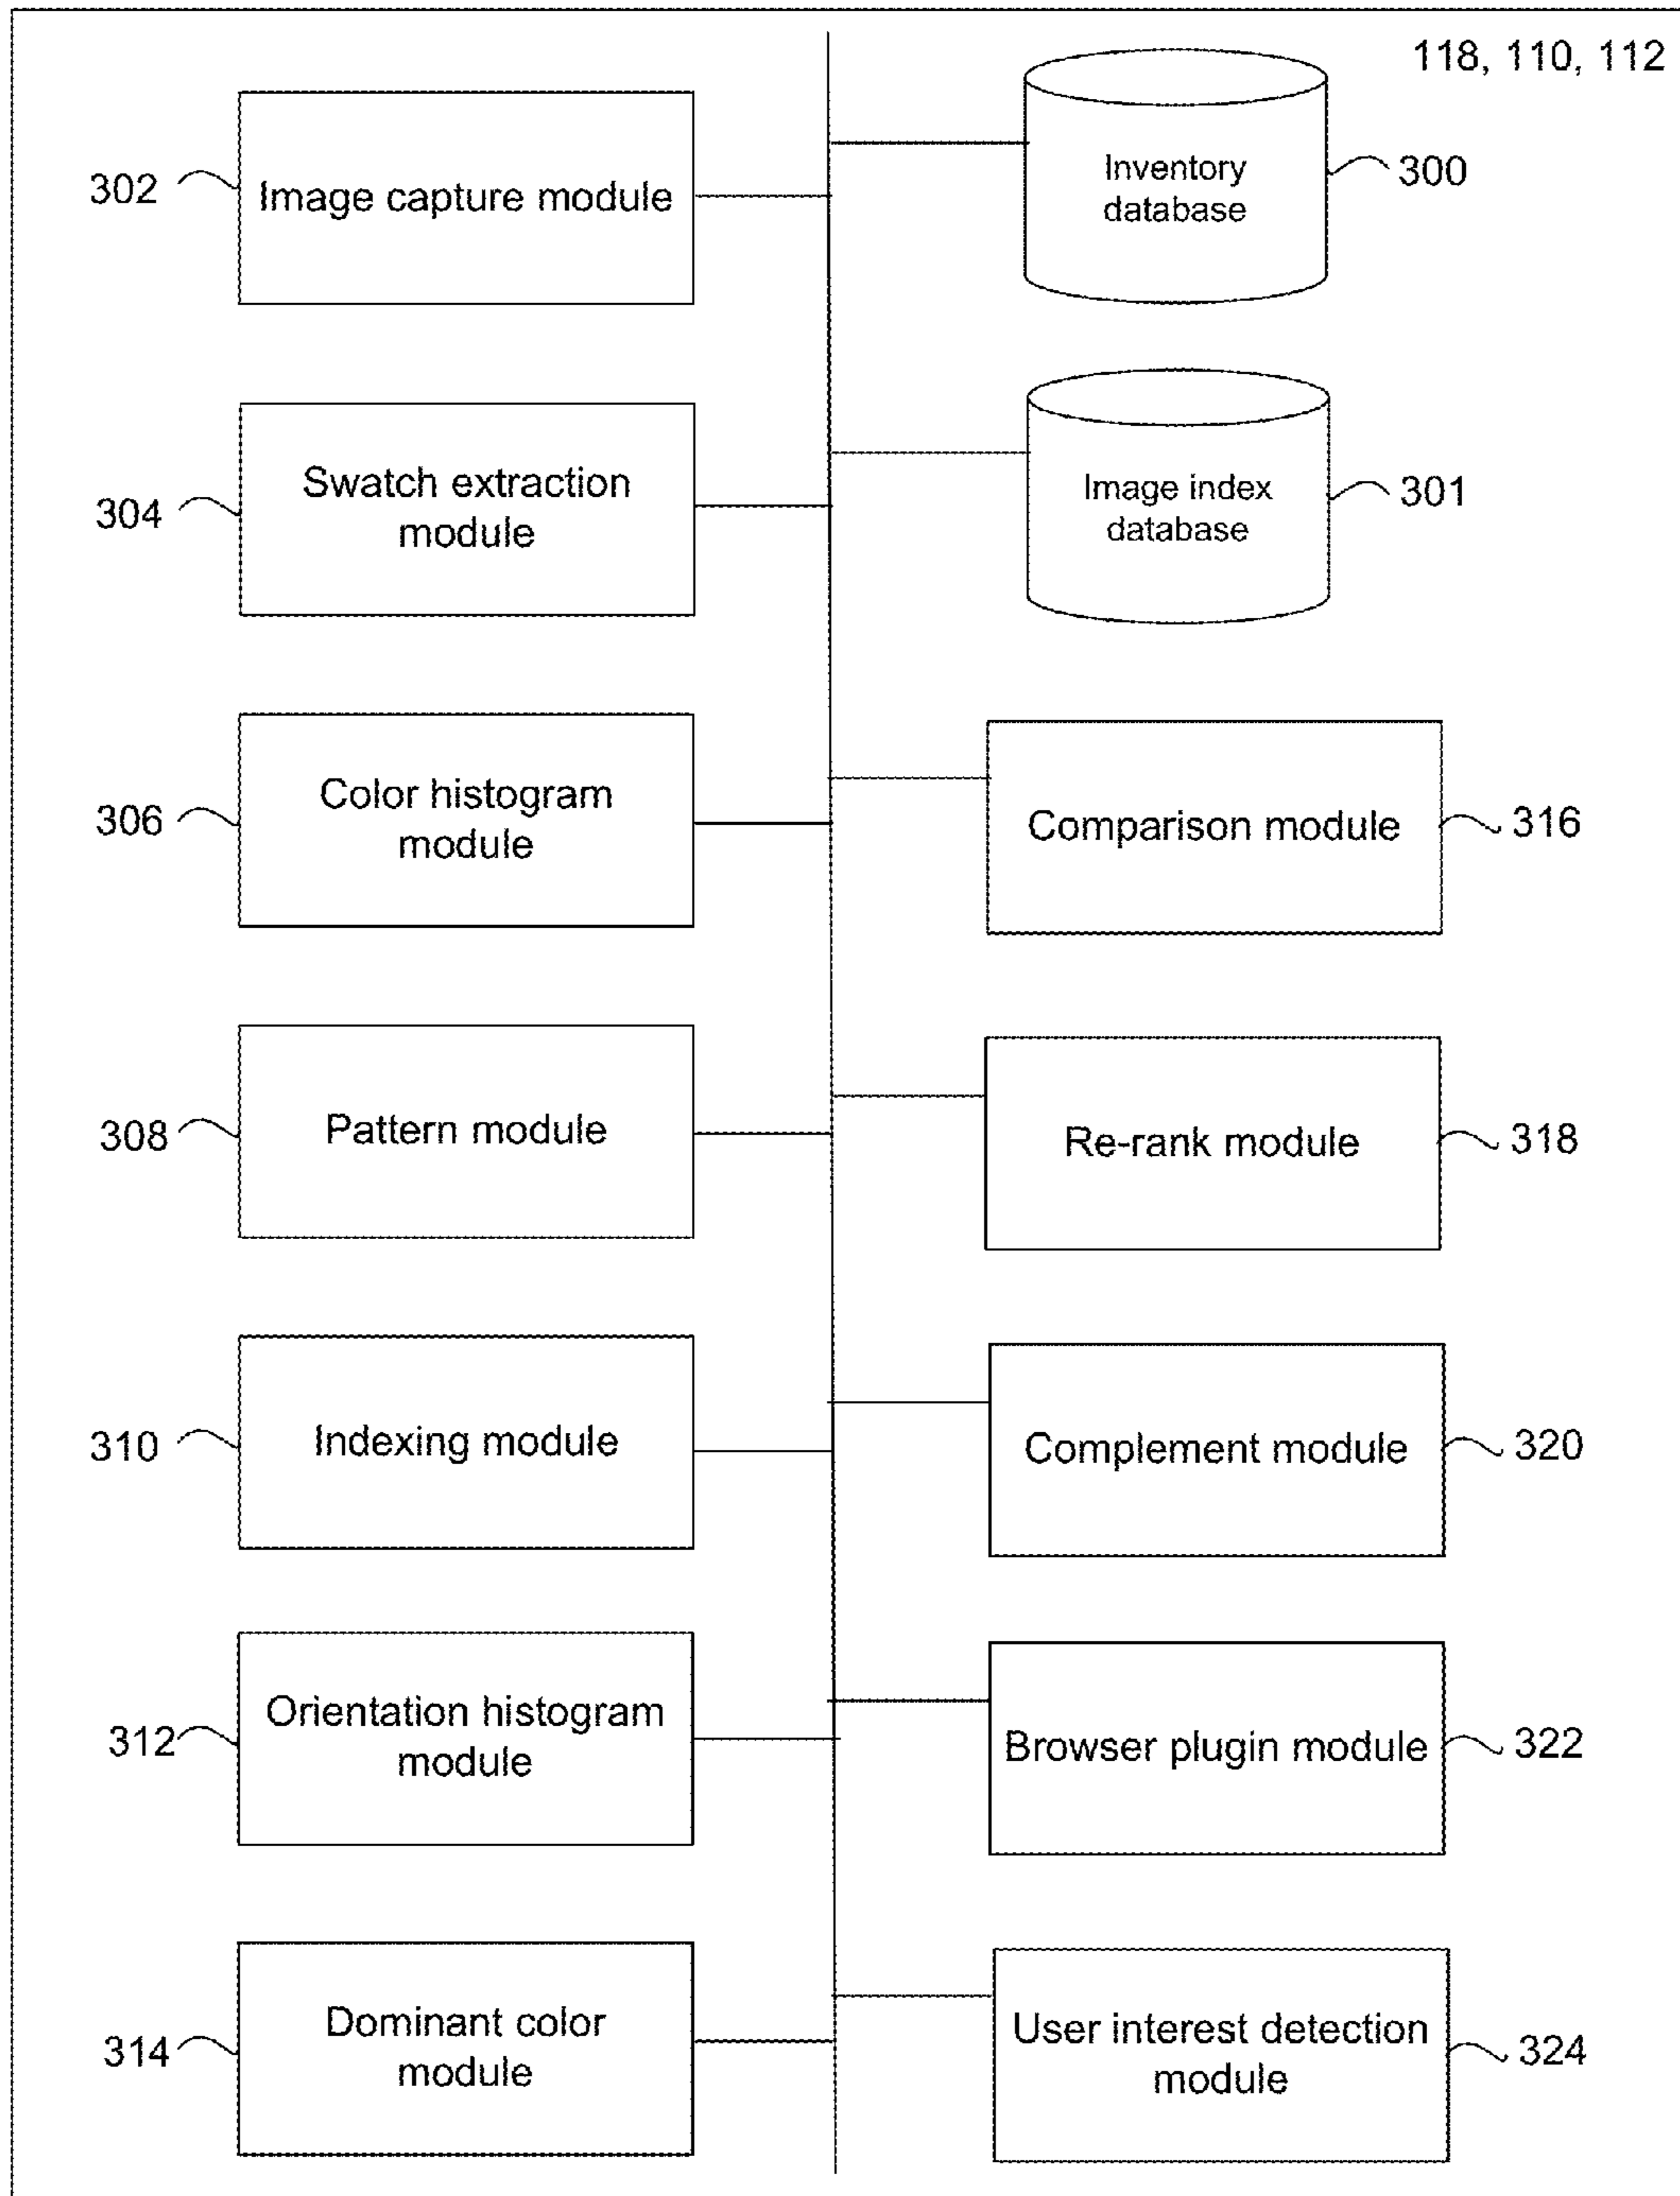 118, 110, 112
302
Image capture module
Inventory
database
300
304
Swatch extraction
module
Image index
database
301
306
Color histogram
module
Comparison module
316
308
Pattern module
Re-rank module
318
310
Indexing module
Complement module
320
312
Orientation histogram
module
Browser plugin module
322
314
Dominant color
module
User interest detection
module
324